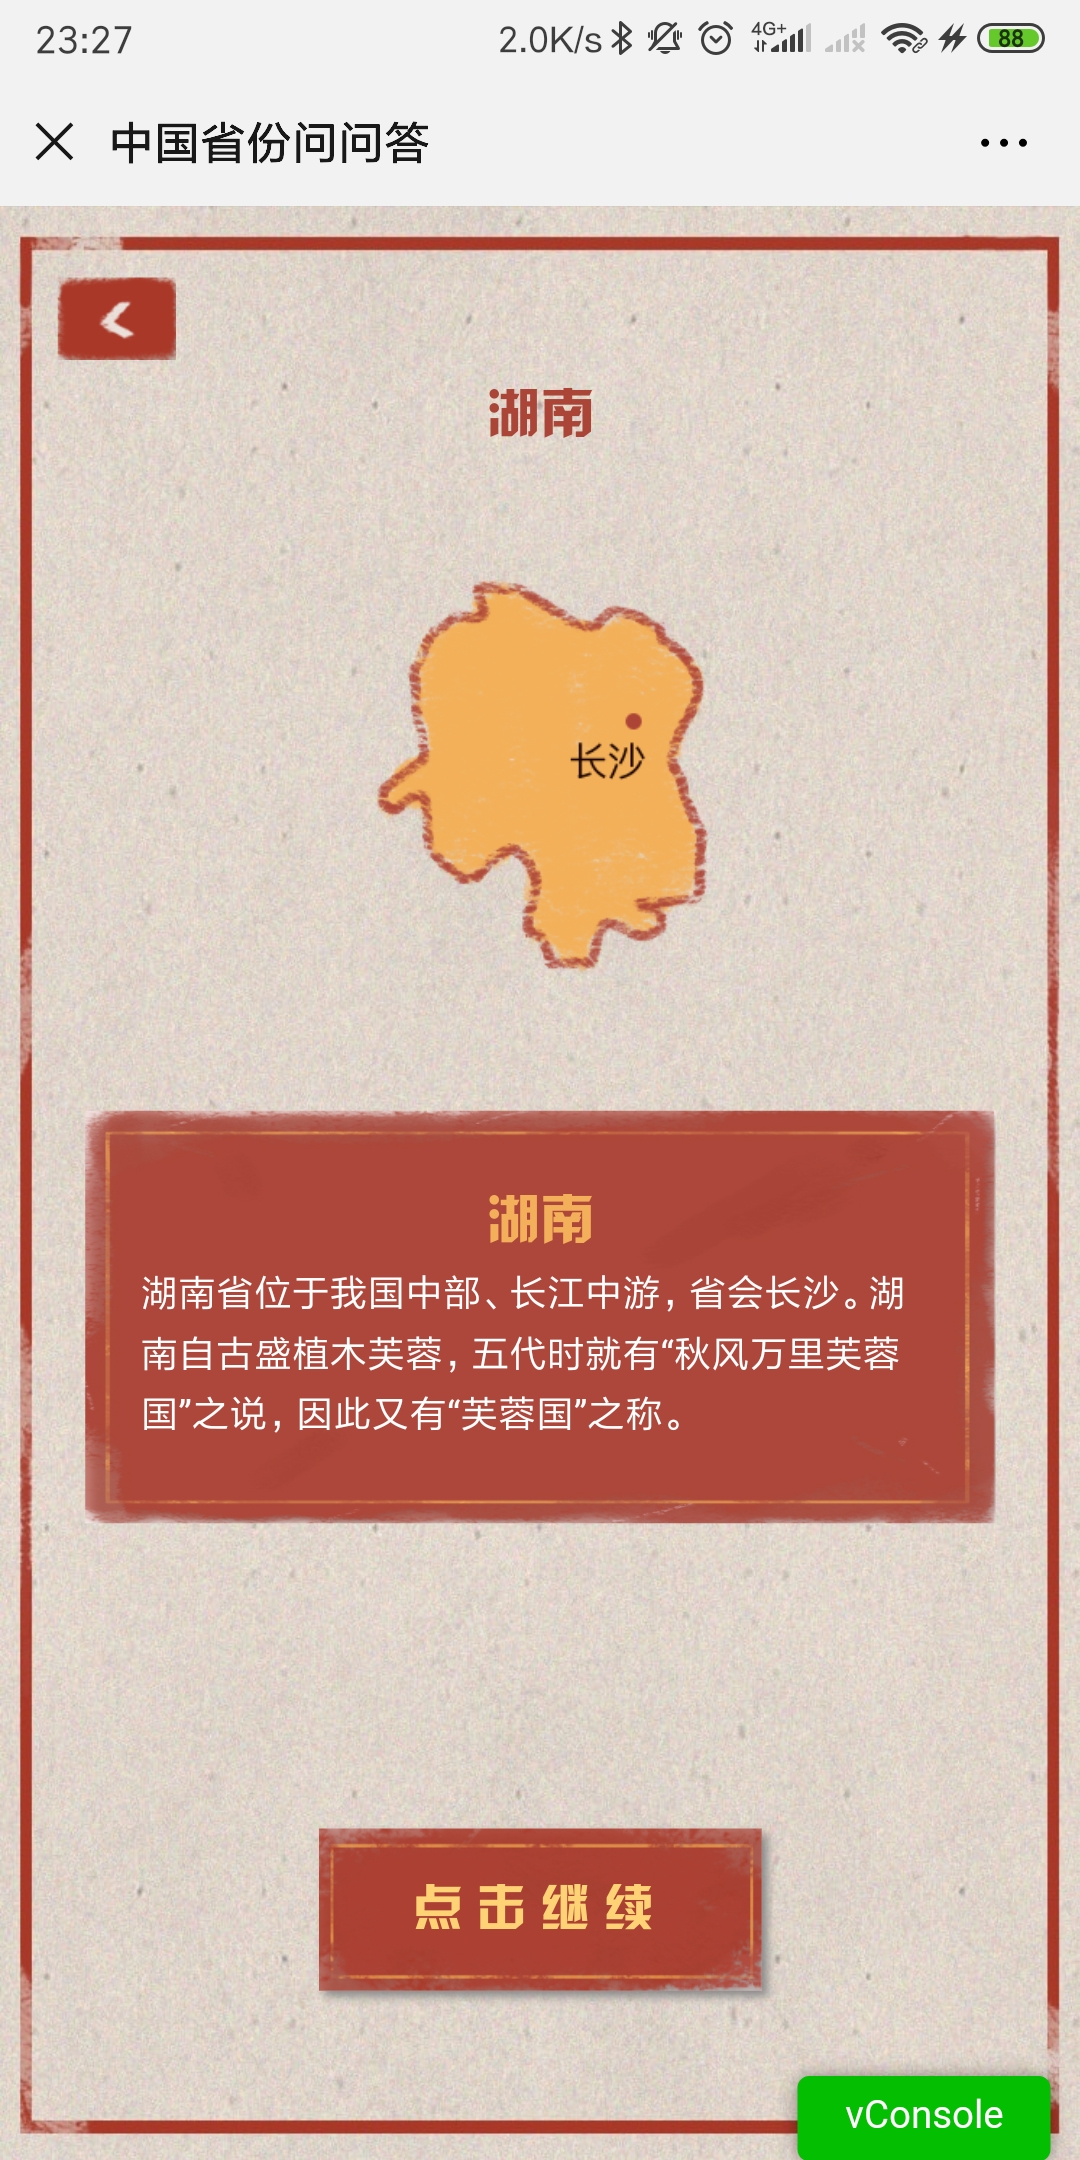 23:27 2.0K/s 4G+ 88
中国省份问问答
湖南
长沙
湖南
湖南省位于我国中部、长江中游，省会长沙。湖
南自古盛植木芙蓉，五代时就有“秋风万里芙蓉
国”之说，因此又有“芙蓉国”之称。
点击继续
vConsole